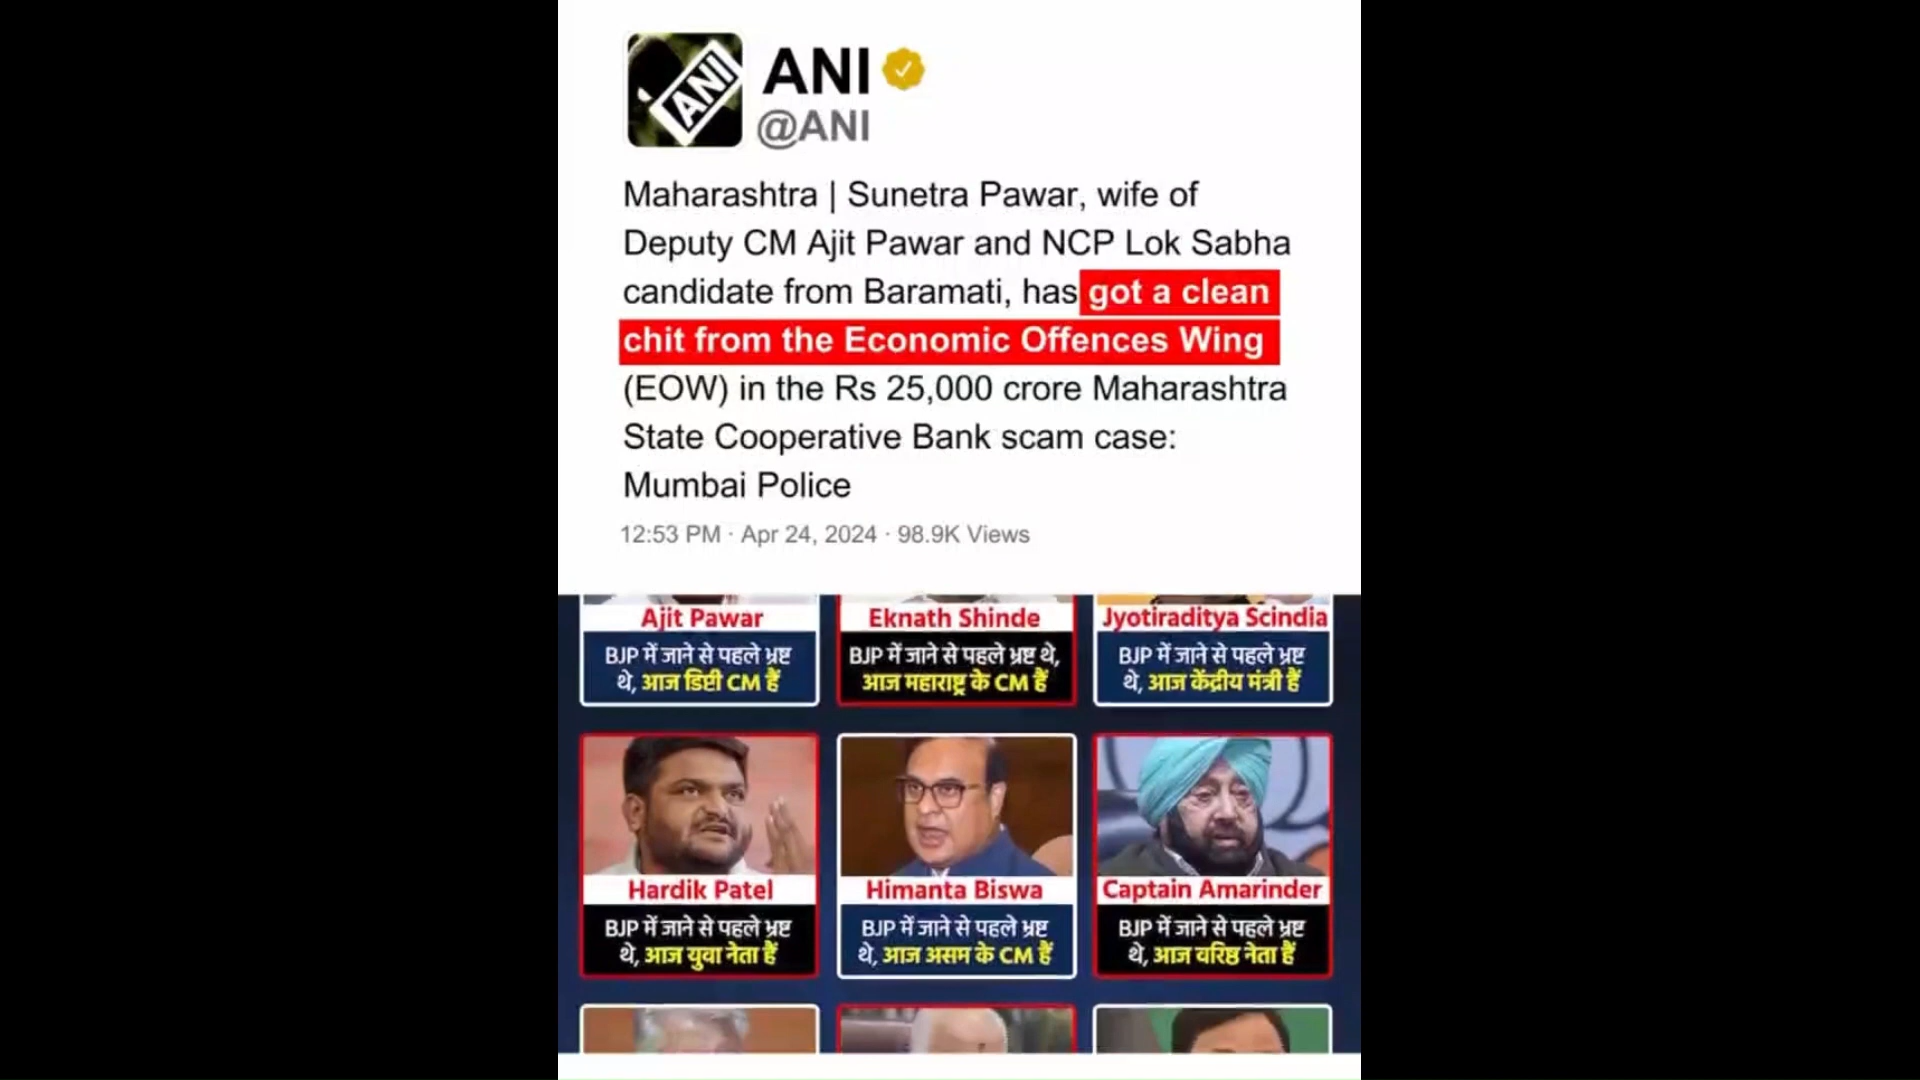 ANI
ANI
@ANI
Maharashtra | Sunetra Pawar, wife of
Deputy CM Ajit Pawar and NCP Lok Sabha
candidate from Baramati, has got a clean
chit from the Economic Offences Wing
(EOW) in the Rs 25,000 crore Maharashtra
State Cooperative Bank scam case:
Mumbai Police
12:53 PM · Apr 24, 2024 · 98.9K Views
Ajit Pawar
BJP में जाने से पहले भ्रष्ट
थे, आज डिप्टी CM हैं
Eknath Shinde
BJP में जाने से पहले भ्रष्ट थे,
आज महाराष्ट्र के CM हैं
Jyotiraditya Scindia
BJP में जाने से पहले भ्रष्ट
थे, आज केंद्रीय मंत्री हैं
Hardik Patel
BJP में जाने से पहले भ्रष्ट
थे, आज युवा नेता हैं
Himanta Biswa
BJP में जाने से पहले भ्रष्ट
थे, आज असम के CM हैं
Captain Amarinder
BJP में जाने से पहले भ्रष्ट
थे, आज वरिष्ठ नेता हैं